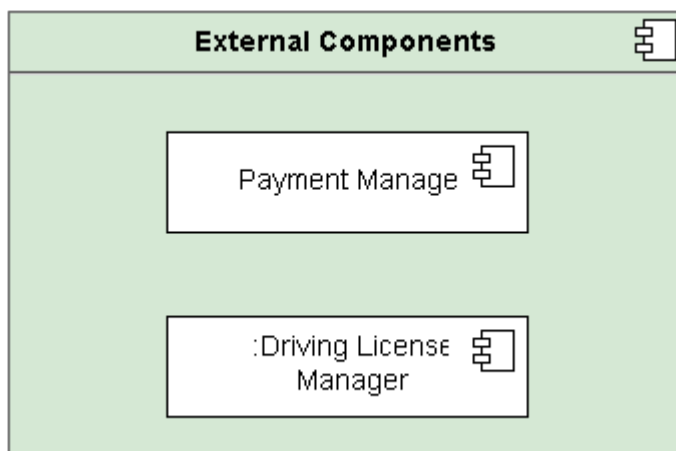 External Components
Payment Manage
:Driving License
Manager